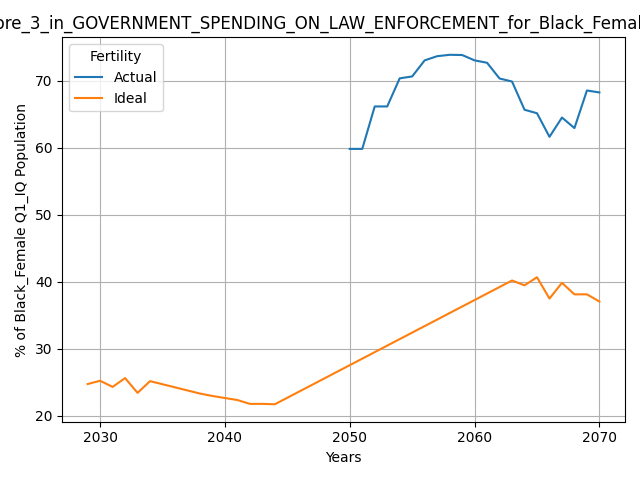 ore_3_in_GOVERNMENT_SPENDING_ON_LAW_ENFORCEMENT_for_Black_Femal
Fertility
Actual
Ideal
% of Black_Female Q1_IQ Population
70
60
50
40
30
20
2030 2040 2050 2060 2070
Years